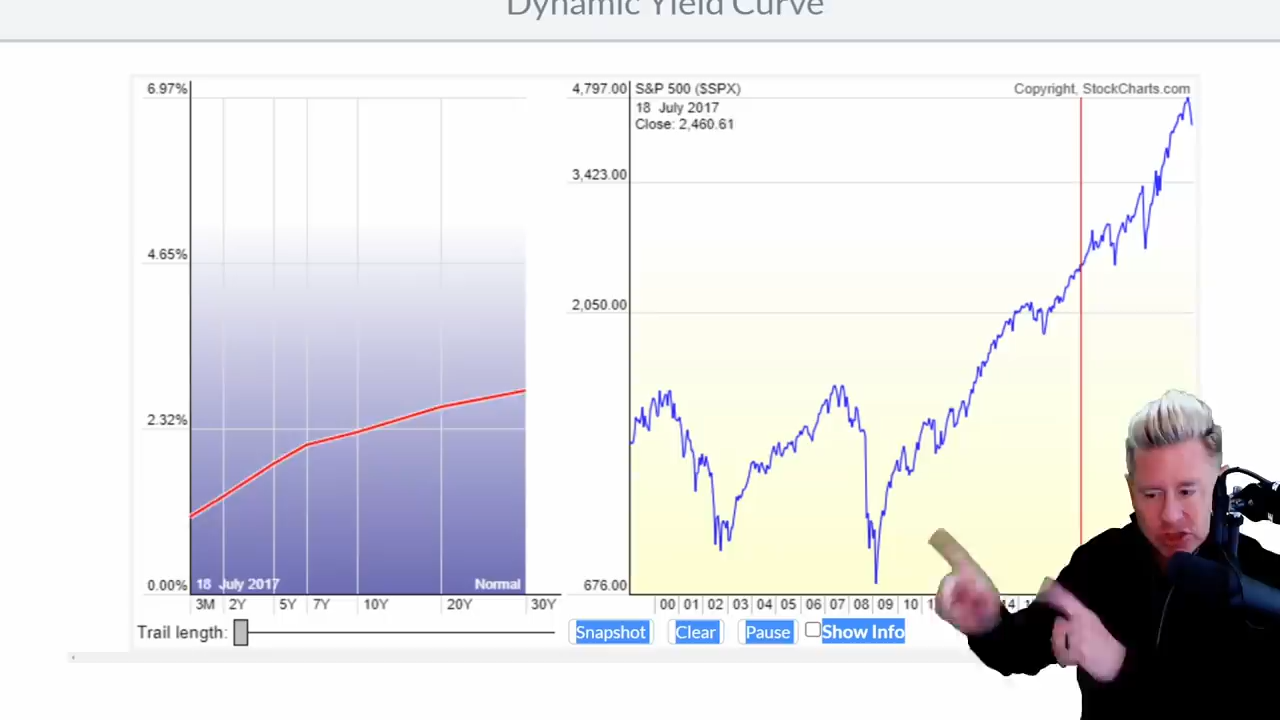 Dynamic Yield Curve
6.97%
4.65%
2.32%
0.00%
18 July 2017
Normal
3M 2Y 5Y 7Y 10Y 20Y 30Y
Trail length:
4,797.00
3,423.00
2,050.00
676.00
S&P 500 ($SPX)
18 July 2017
Close: 2,460.61
Copyright, StockCharts.com
00 01 02 03 04 05 06 07 08 09 10 14
Snapshot Clear Pause Show Info